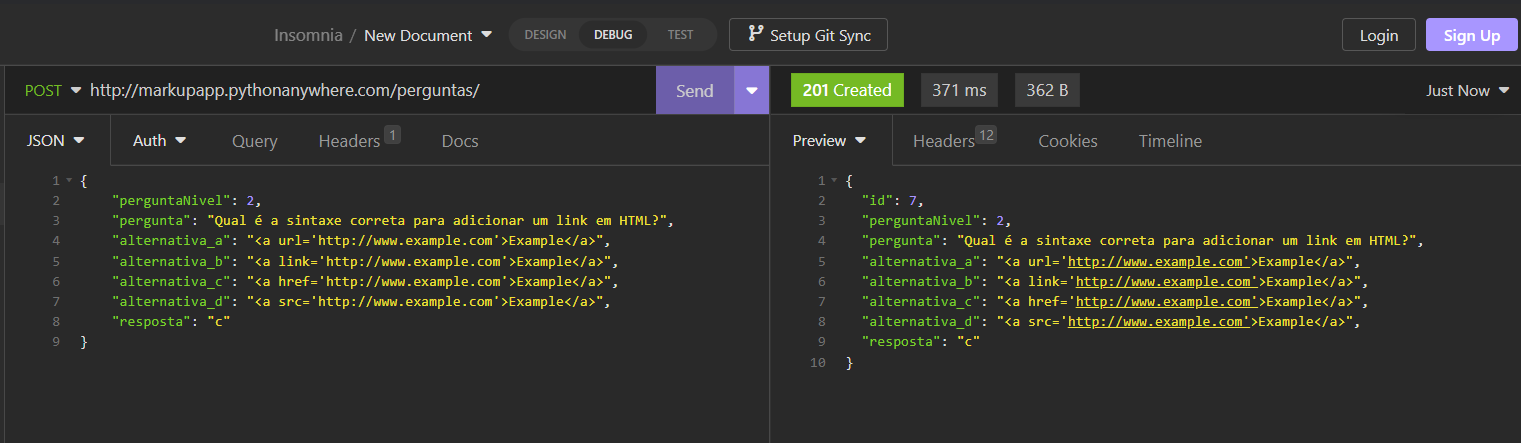 Insomnia / New Document DESIGN DEBUG TEST Setup Git Sync Login Sign Up
POST http://markupapp.pythonanywhere.com/perguntas/ Send
JSON Auth Query Headers 1 Docs
1 {
2 "perguntaNivel": 2,
3 "pergunta": "Qual é a sintaxe correta para adicionar um link em HTML?",
4 "alternativa_a": "<a url='http://www.example.com'>Example</a>",
5 "alternativa_b": "<a link='http://www.example.com'>Example</a>",
6 "alternativa_c": "<a href='http://www.example.com'>Example</a>",
7 "alternativa_d": "<a src='http://www.example.com'>Example</a>",
8 "resposta": "c"
9 }
201 Created 371 ms 362 B Just Now
Preview Headers 12 Cookies Timeline
1 {
2 "id": 7,
3 "perguntaNivel": 2,
4 "pergunta": "Qual é a sintaxe correta para adicionar um link em HTML?",
5 "alternativa_a": "<a url='http://www.example.com'>Example</a>",
6 "alternativa_b": "<a link='http://www.example.com'>Example</a>",
7 "alternativa_c": "<a href='http://www.example.com'>Example</a>",
8 "alternativa_d": "<a src='http://www.example.com'>Example</a>",
9 "resposta": "c"
10 }